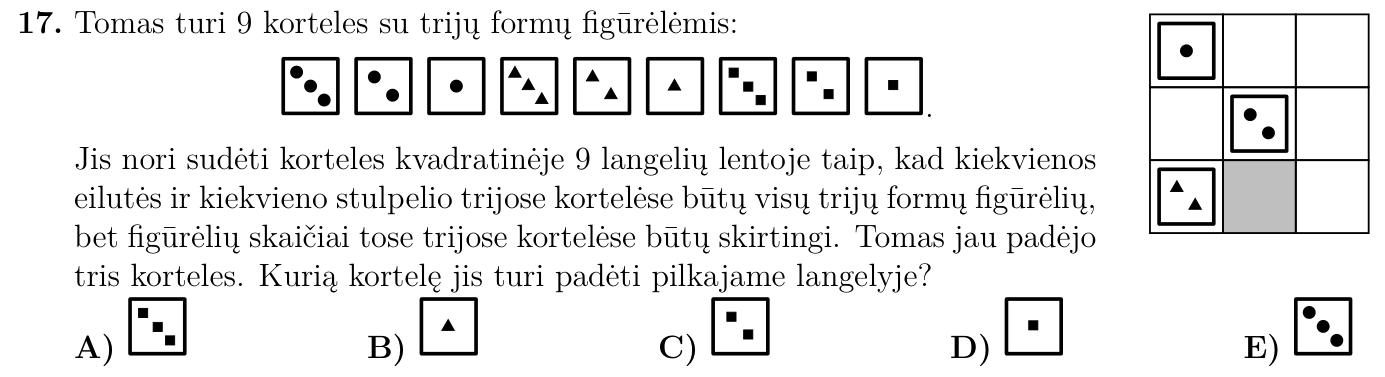 17. Tomas turi 9 korteles su trijų formų figūrėlėmis:
.
Jis nori sudėti korteles kvadratinėje 9 langelių lentoje taip, kad kiekvienos
eilutės ir kiekvieno stulpelio trijose kortelėse būtų visų trijų formų figūrėlių,
bet figūrėlių skaičiai tose trijose kortelėse būtų skirtingi. Tomas jau padėjo
tris korteles. Kurią kortelę jis turi padėti pilkajame langelyje?
A) B) C) D) E)